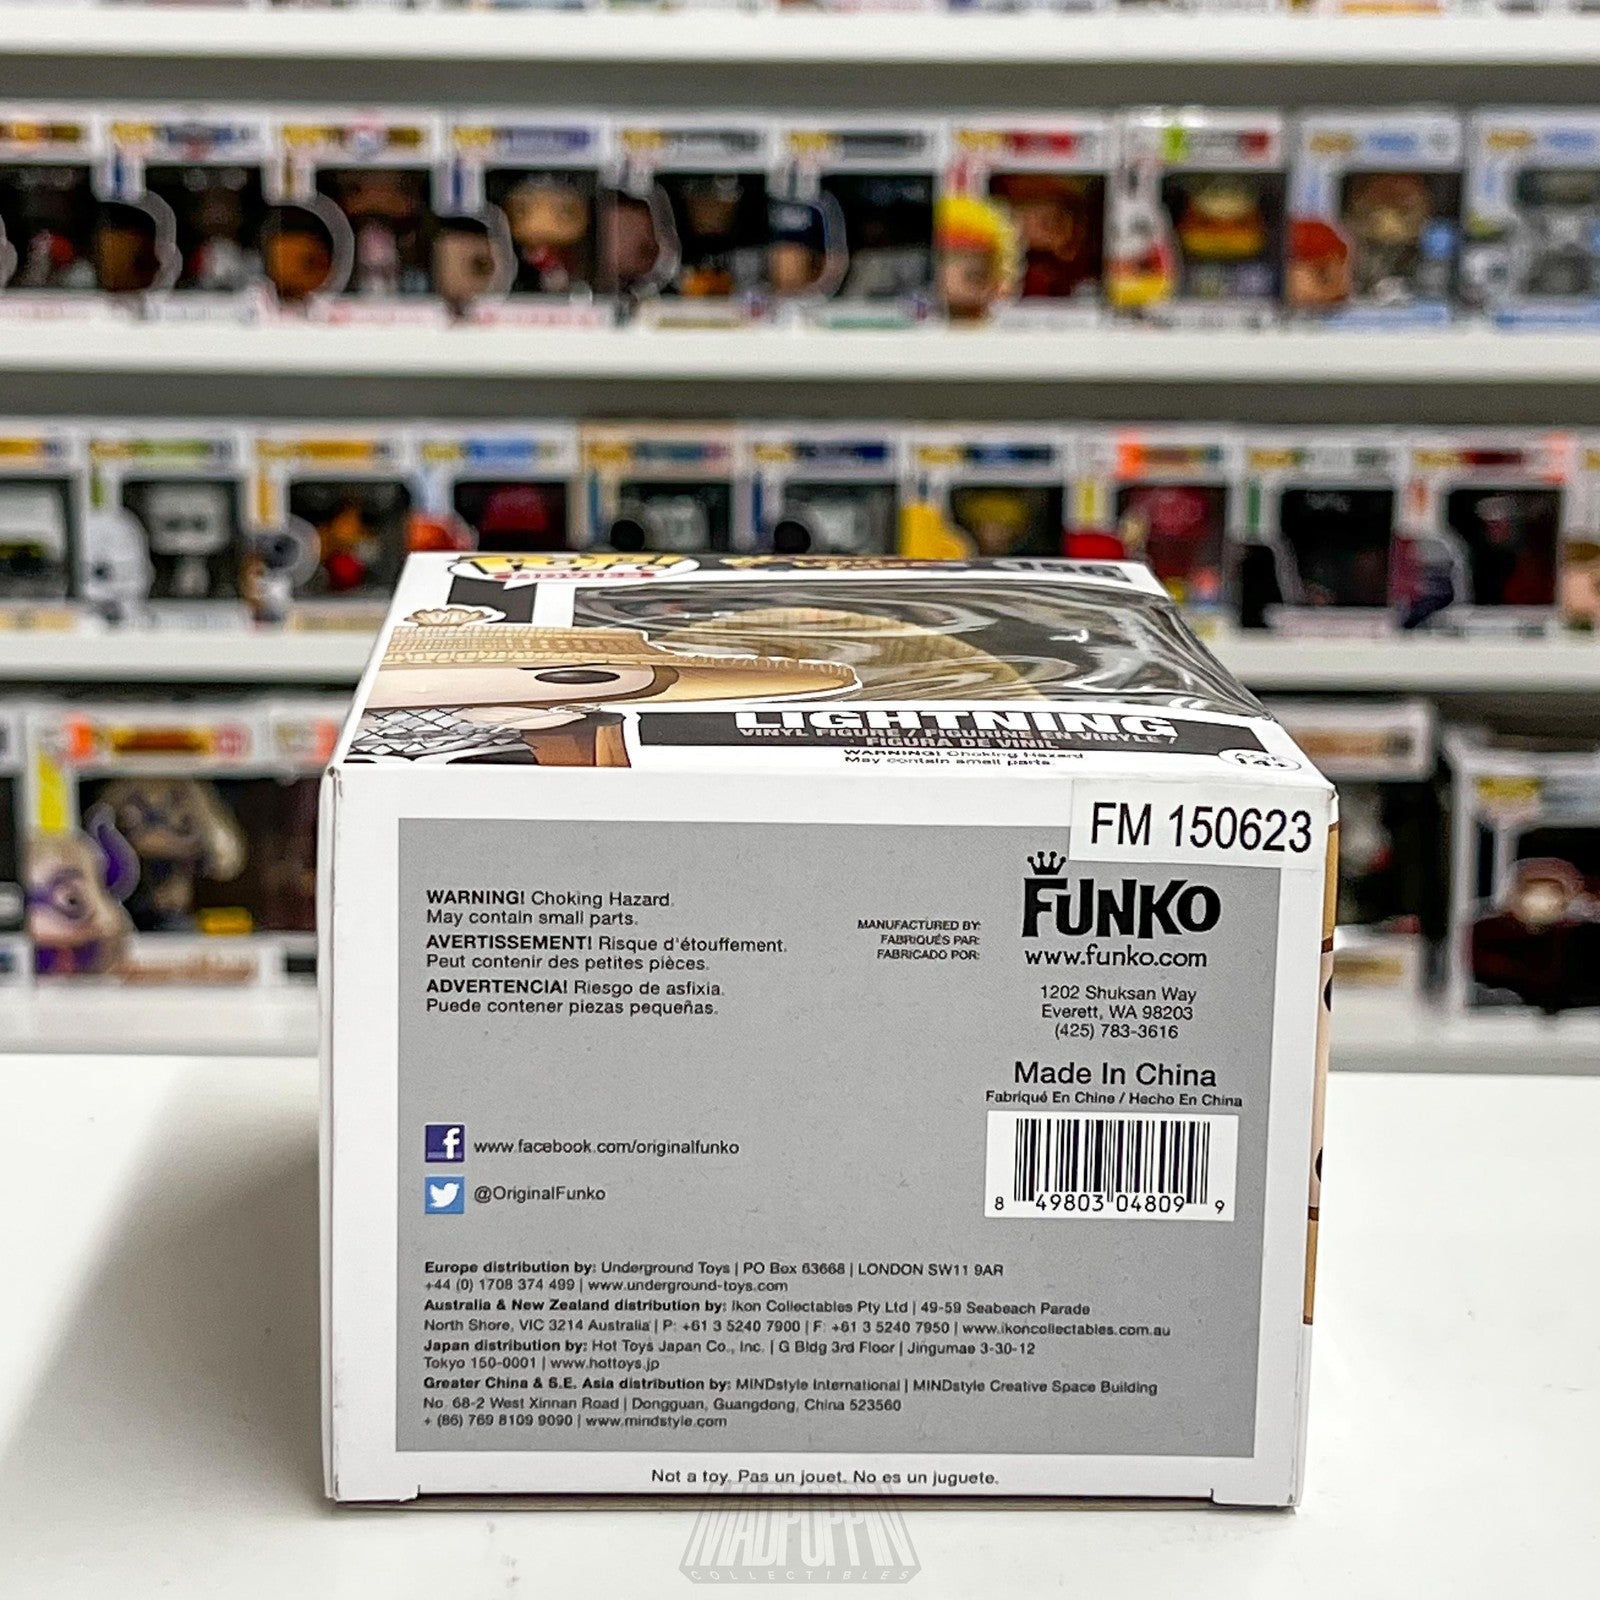 POP!
MOVIES
LIGHTNING
VINYL FIGURE / FIGURINE EN VINYLE /
FIGURA DE VINIL
WARNING! Choking Hazard
May contain small parts.
FM 150623
WARNING! Choking Hazard.
May contain small parts.
AVERTISSEMENT! Risque d'étouffement.
Peut contenir des petites pièces.
ADVERTENCIA! Riesgo de asfixia.
Puede contener piezas pequeñas.
MANUFACTURED BY:
FABRIQUÉS PAR:
FABRICADO POR:
FUNKO
www.funko.com
1202 Shuksan Way
Everett, WA 98203
(425) 783-3616
Made In China
Fabriqué En Chine / Hecho En China
8 49803 04809 9
f www.facebook.com/originalfunko
@OriginalFunko
Europe distribution by: Underground Toys | PO Box 63668 | LONDON SW11 9AR
+44 (0) 1708 374 499 | www.underground-toys.com
Australia & New Zealand distribution by: Ikon Collectables Pty Ltd | 49-59 Seabeach Parade
North Shore, VIC 3214 Australia | P: +61 3 5240 7900 | F: +61 3 5240 7950 | www.ikoncollectables.com.au
Japan distribution by: Hot Toys Japan Co., Inc. | G Bldg 3rd Floor | Jingumae 3-30-12
Tokyo 150-0001 | www.hottoys.jp
Greater China & S.E. Asia distribution by: MINDstyle International | MINDstyle Creative Space Building
No. 68-2 West Xinnan Road | Dongguan, Guangdong, China 523560
+ (86) 769 8109 9090 | www.mindstyle.com
Not a toy. Pas un jouet. No es un juguete.
MADPOPPIN
COLLECTIBLES